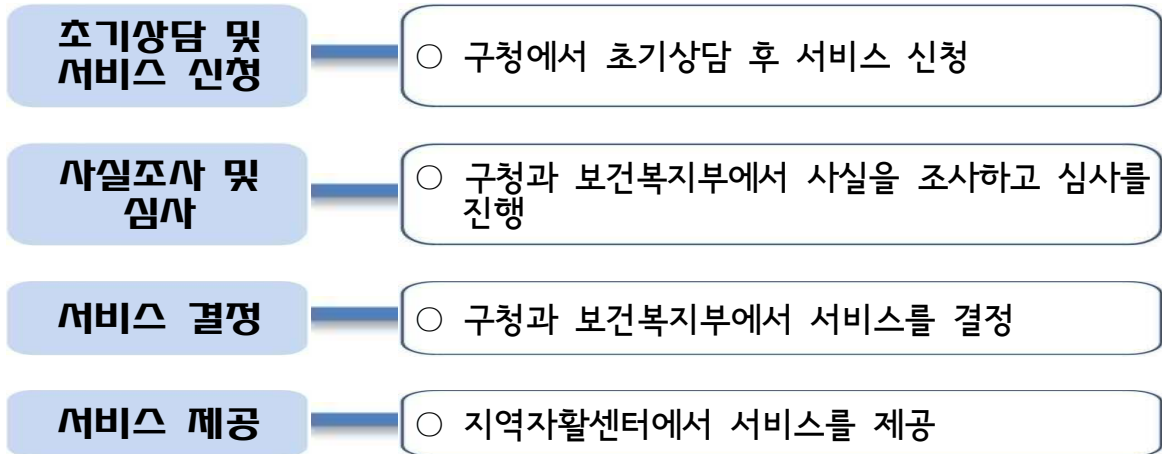 초기상담 및
서비스 신청
○ 구청에서 초기상담 후 서비스 신청
사실조사 및
심사
○ 구청과 보건복지부에서 사실을 조사하고 심사를
진행
서비스 결정
○ 구청과 보건복지부에서 서비스를 결정
서비스 제공
○ 지역자활센터에서 서비스를 제공